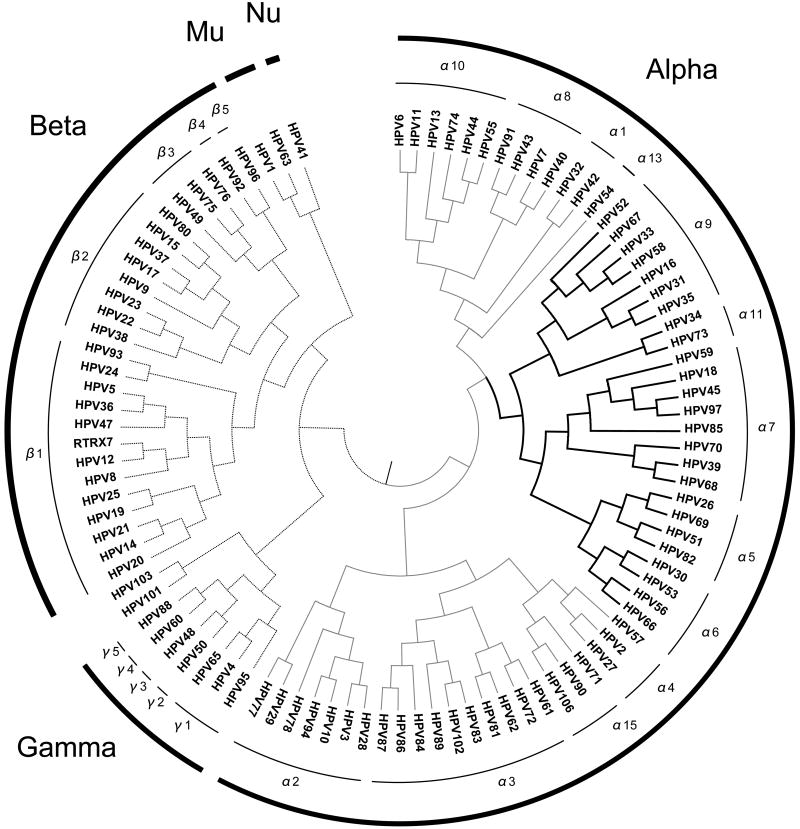 Nu
Mu
Alpha
Beta
Gamma
α10
α8
α1
α13
α9
α11
α7
α5
α6
α4
α15
α3
α2
γ1
γ2
γ3
γ4
γ5
β1
β2
β3
β4
β5
HPV6
HPV11
HPV13
HPV74
HPV44
HPV55
HPV91
HPV43
HPV7
HPV40
HPV32
HPV42
HPV54
HPV52
HPV67
HPV33
HPV58
HPV16
HPV31
HPV35
HPV34
HPV73
HPV59
HPV18
HPV45
HPV97
HPV85
HPV70
HPV39
HPV68
HPV26
HPV69
HPV51
HPV82
HPV30
HPV53
HPV56
HPV66
HPV57
HPV2
HPV27
HPV71
HPV90
HPV106
HPV61
HPV72
HPV62
HPV81
HPV83
HPV102
HPV89
HPV84
HPV86
HPV87
HPV28
HPV3
HPV10
HPV94
HPV78
HPV29
HPV77
HPV95
HPV4
HPV65
HPV50
HPV48
HPV60
HPV88
HPV101
HPV103
HPV20
HPV14
HPV21
HPV19
HPV25
HPV8
HPV12
RTRX7
HPV47
HPV36
HPV5
HPV24
HPV93
HPV38
HPV22
HPV23
HPV9
HPV17
HPV37
HPV15
HPV80
HPV49
HPV75
HPV76
HPV92
HPV96
HPV1
HPV63
HPV41